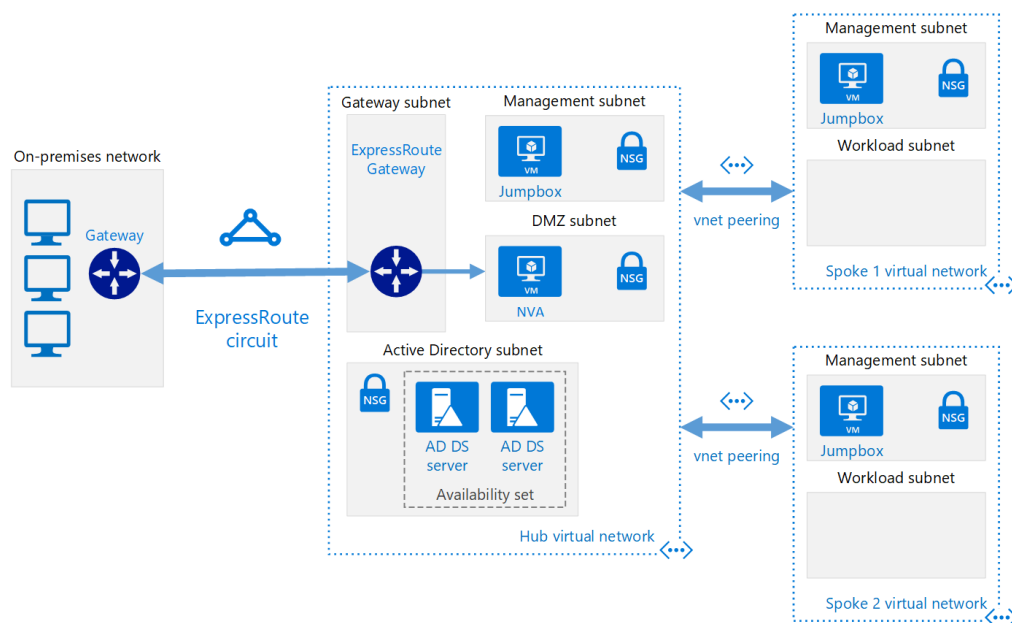 On-premises network
Gateway
ExpressRoute
circuit
Gateway subnet
ExpressRoute
Gateway
Management subnet
VM
NSG
Jumpbox
DMZ subnet
VM
NSG
NVA
Active Directory subnet
NSG
AD DS
server
AD DS
server
Availability set
Hub virtual network
vnet peering
vnet peering
Management subnet
VM
NSG
Jumpbox
Workload subnet
Spoke 1 virtual network
Management subnet
VM
NSG
Jumpbox
Workload subnet
Spoke 2 virtual network